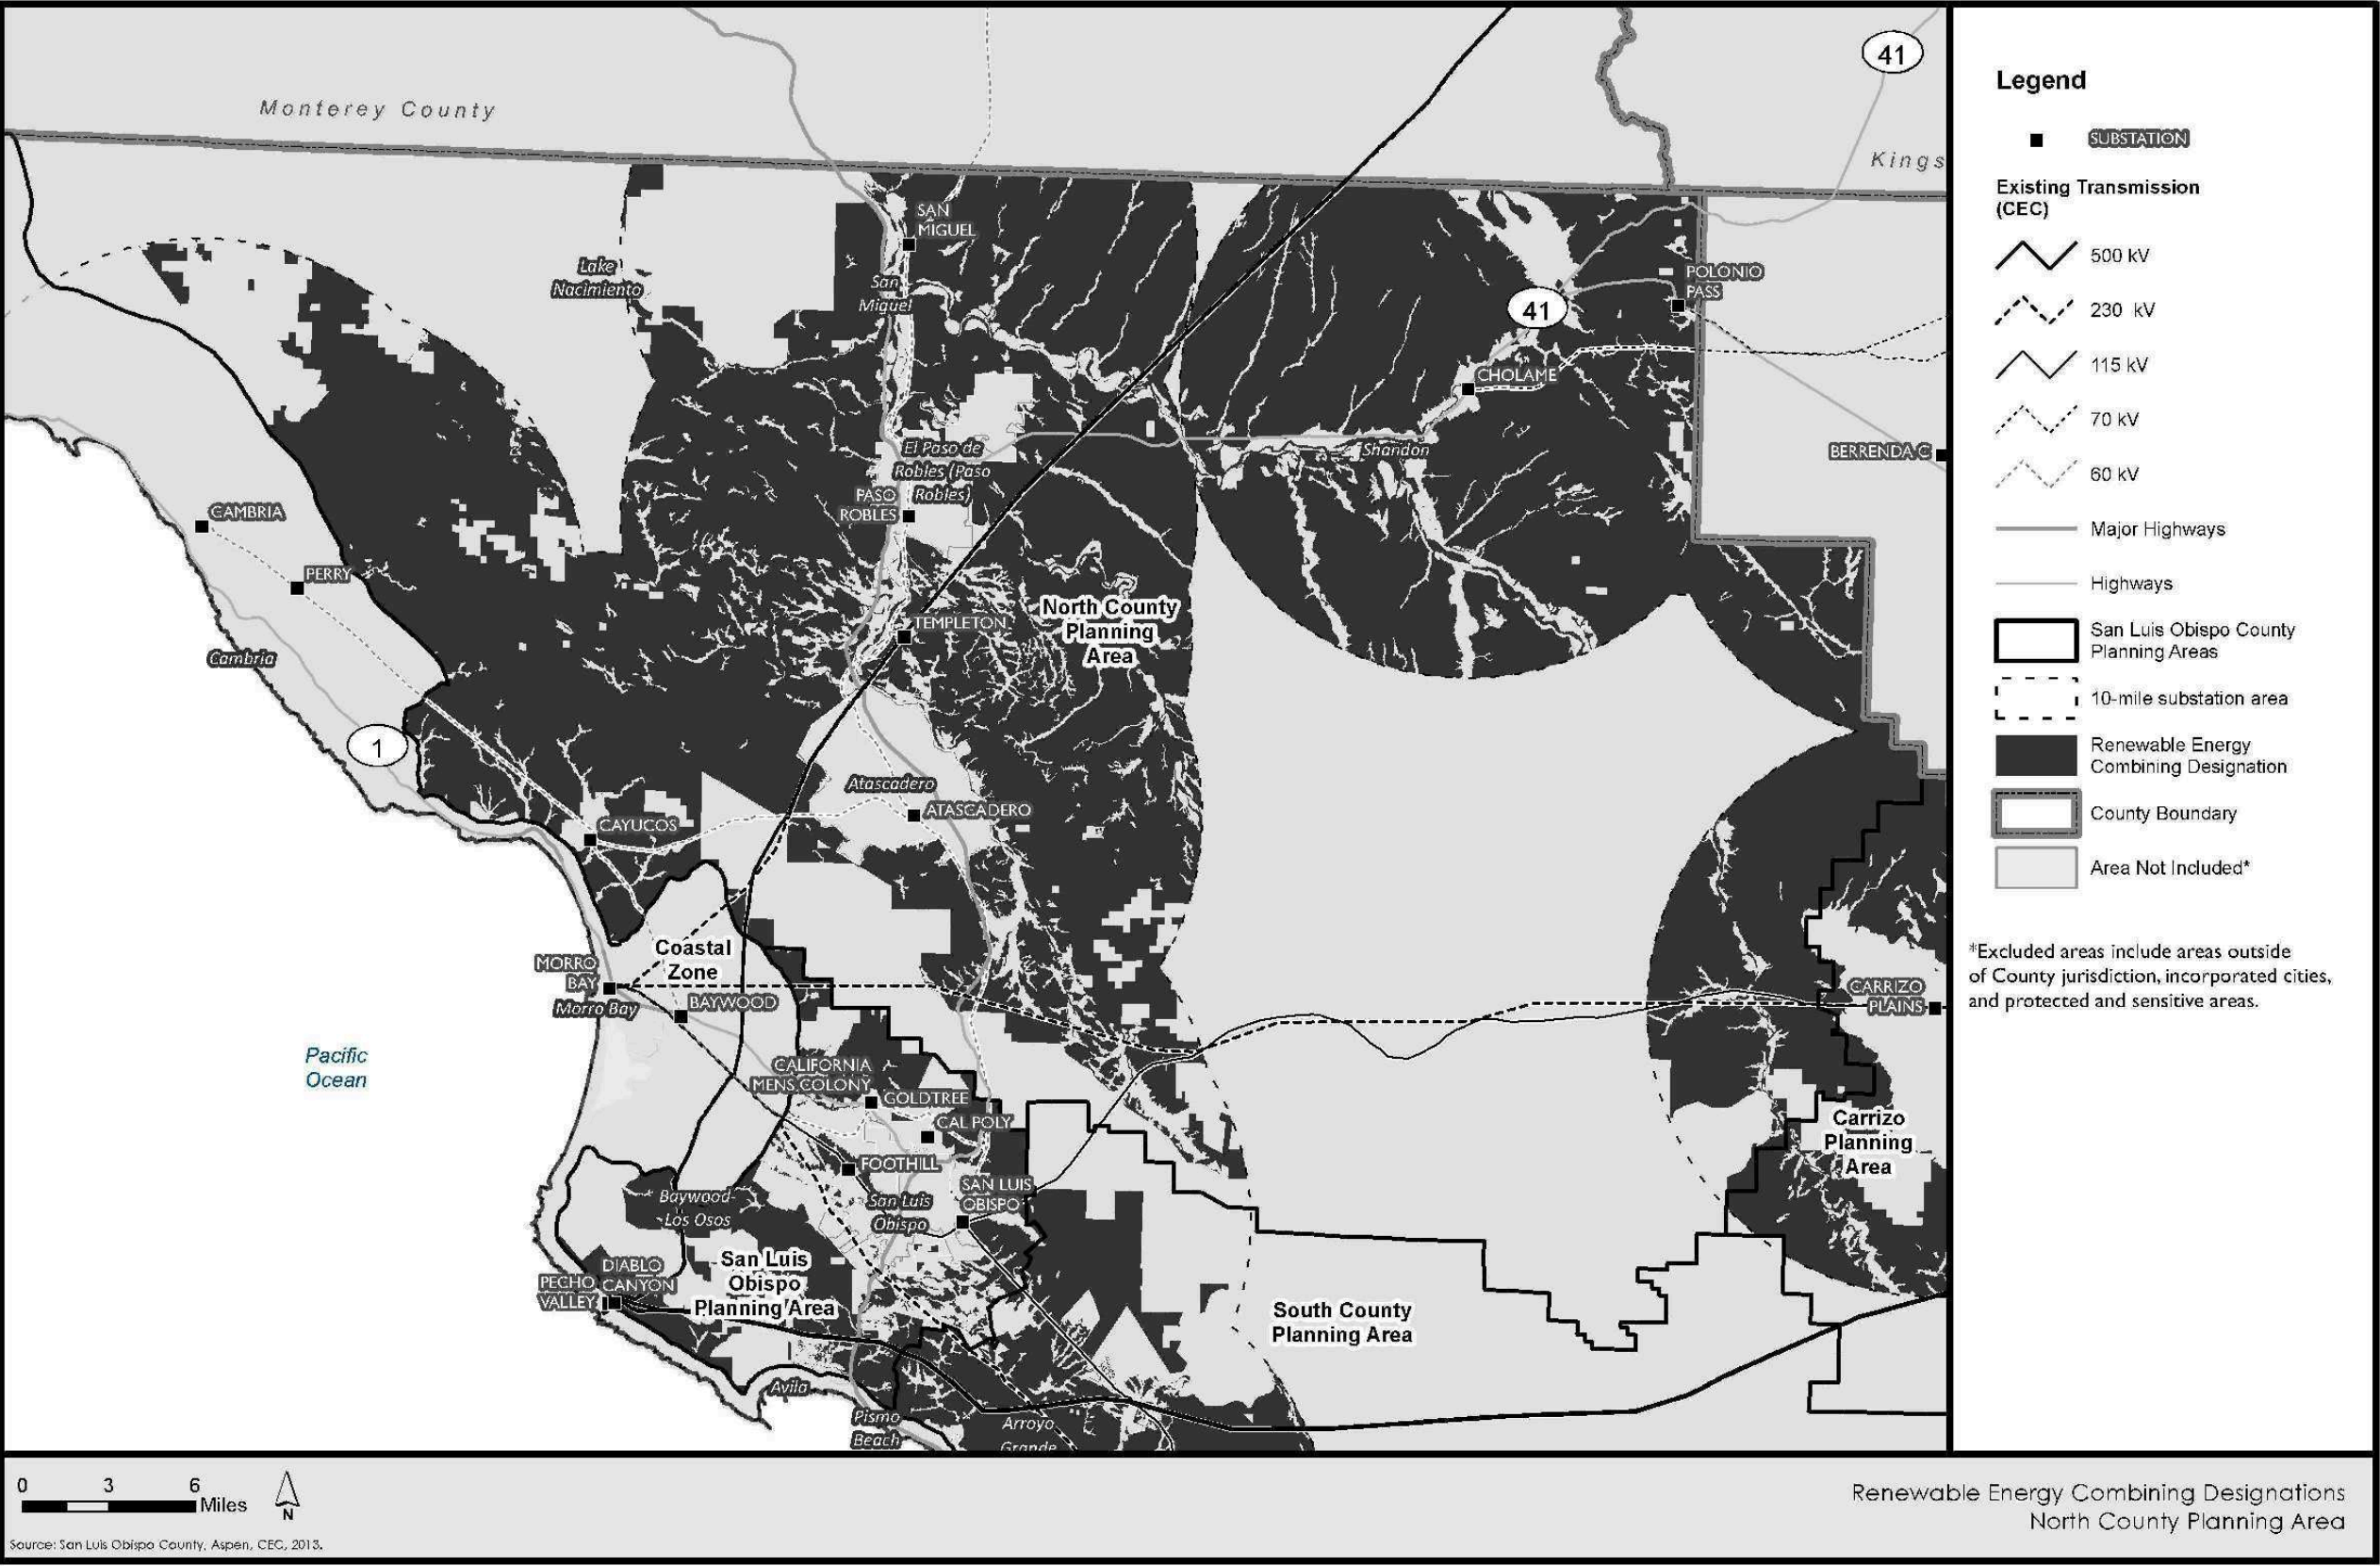 Monterey County
41
Kings
SAN
MIGUEL
Lake
Nacimiento
San
Miguel
POLONIO
PASS
41
CHOLAME
El Paso de
Robles (Paso
Robles)
Shandon
BERRENDA C
PASO
ROBLES
CAMBRIA
PERRY
North County
Planning
Area
TEMPLETON
Cambria
1
Atascadero
ATASCADERO
CAYUCOS
Coastal
Zone
MORRO
BAY
Morro Bay
BAYWOOD
CARRIZO
PLAINS
Pacific
Ocean
CALIFORNIA
MENS COLONY
GOLDTREE
CAL POLY
Carrizo
Planning
Area
FOOTHILL
SAN LUIS
OBISPO
Baywood-
Los Osos
San Luis
Obispo
DIABLO
CANYON
PECHO
VALLEY
San Luis
Obispo
Planning Area
South County
Planning Area
Avila
Pismo
Beach
Arroyo
Grande
Legend
SUBSTATION
Existing Transmission
(CEC)
500 kV
230 kV
115 kV
70 kV
60 kV
Major Highways
Highways
San Luis Obispo County
Planning Areas
10-mile substation area
Renewable Energy
Combining Designation
County Boundary
Area Not Included*
*Excluded areas include areas outside
of County jurisdiction, incorporated cities,
and protected and sensitive areas.
0 3 6
Miles
N
Source: San Luis Obispo County, Aspen, CEC, 2013.
Renewable Energy Combining Designations
North County Planning Area